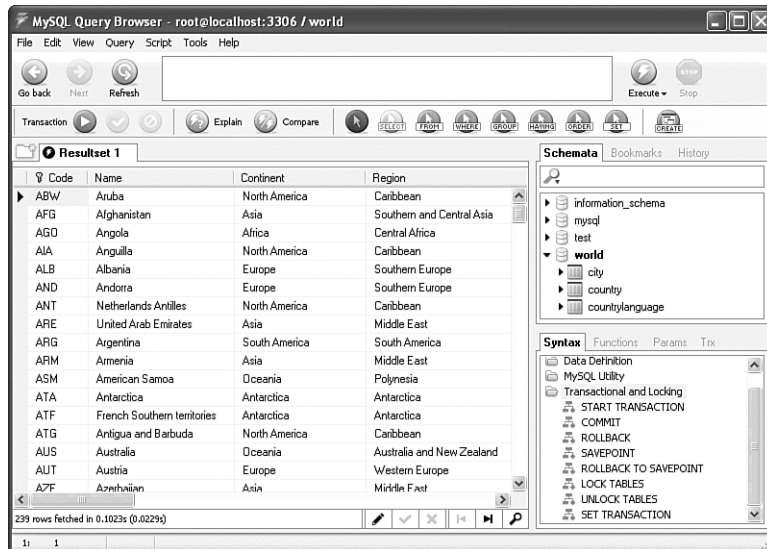 MySQL Query Browser - root@localhost:3306 / world
File Edit View Query Script Tools Help
Go back Next Refresh Execute Stop
STOP
Transaction Explain Compare SELECT FROM WHERE GROUP HAVING ORDER SET CREATE
Resultset 1
Code Name Continent Region
ABW Aruba North America Caribbean
AFG Afghanistan Asia Southern and Central Asia
AGO Angola Africa Central Africa
AIA Anguilla North America Caribbean
ALB Albania Europe Southern Europe
AND Andorra Europe Southern Europe
ANT Netherlands Antilles North America Caribbean
ARE United Arab Emirates Asia Middle East
ARG Argentina South America South America
ARM Armenia Asia Middle East
ASM American Samoa Oceania Polynesia
ATA Antarctica Antarctica Antarctica
ATF French Southern territories Antarctica Antarctica
ATG Antigua and Barbuda North America Caribbean
AUS Australia Oceania Australia and New Zealand
AUT Austria Europe Western Europe
AZE Azerbaijan Asia Middle East
239 rows fetched in 0.1023s (0.0229s)
1: 1
Schemata Bookmarks History
information_schema
mysql
test
world
city
country
countrylanguage
Syntax Functions Params Trx
Data Definition
MySQL Utility
Transactional and Locking
START TRANSACTION
COMMIT
ROLLBACK
SAVEPOINT
ROLLBACK TO SAVEPOINT
LOCK TABLES
UNLOCK TABLES
SET TRANSACTION